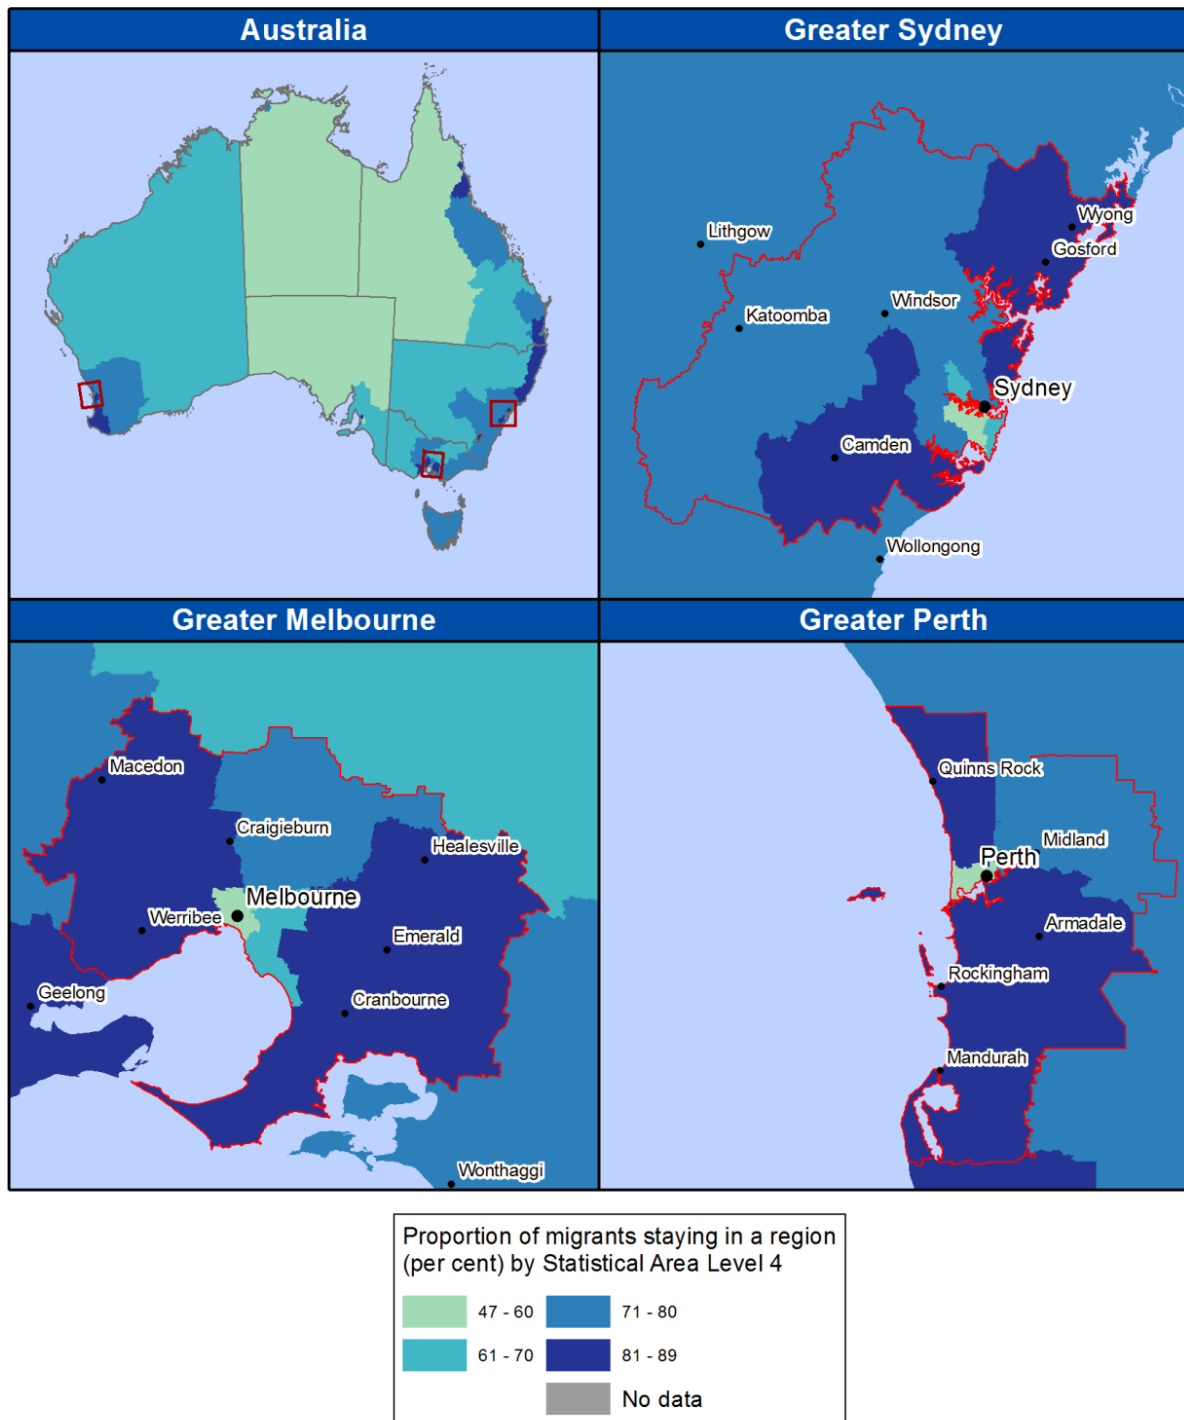 Australia
Greater Sydney
Lithgow
Wyong
Gosford
Windsor
Katoomba
Sydney
Camden
Wollongong
Greater Melbourne
Greater Perth
Macedon
Craigieburn
Healesville
Melbourne
Werribee
Emerald
Geelong
Cranbourne
Wonthaggi
Quinns Rock
Midland
Perth
Armadale
Rockingham
Mandurah
Proportion of migrants staying in a region
(per cent) by Statistical Area Level 4
47 - 60
71 - 80
61 - 70
81 - 89
No data